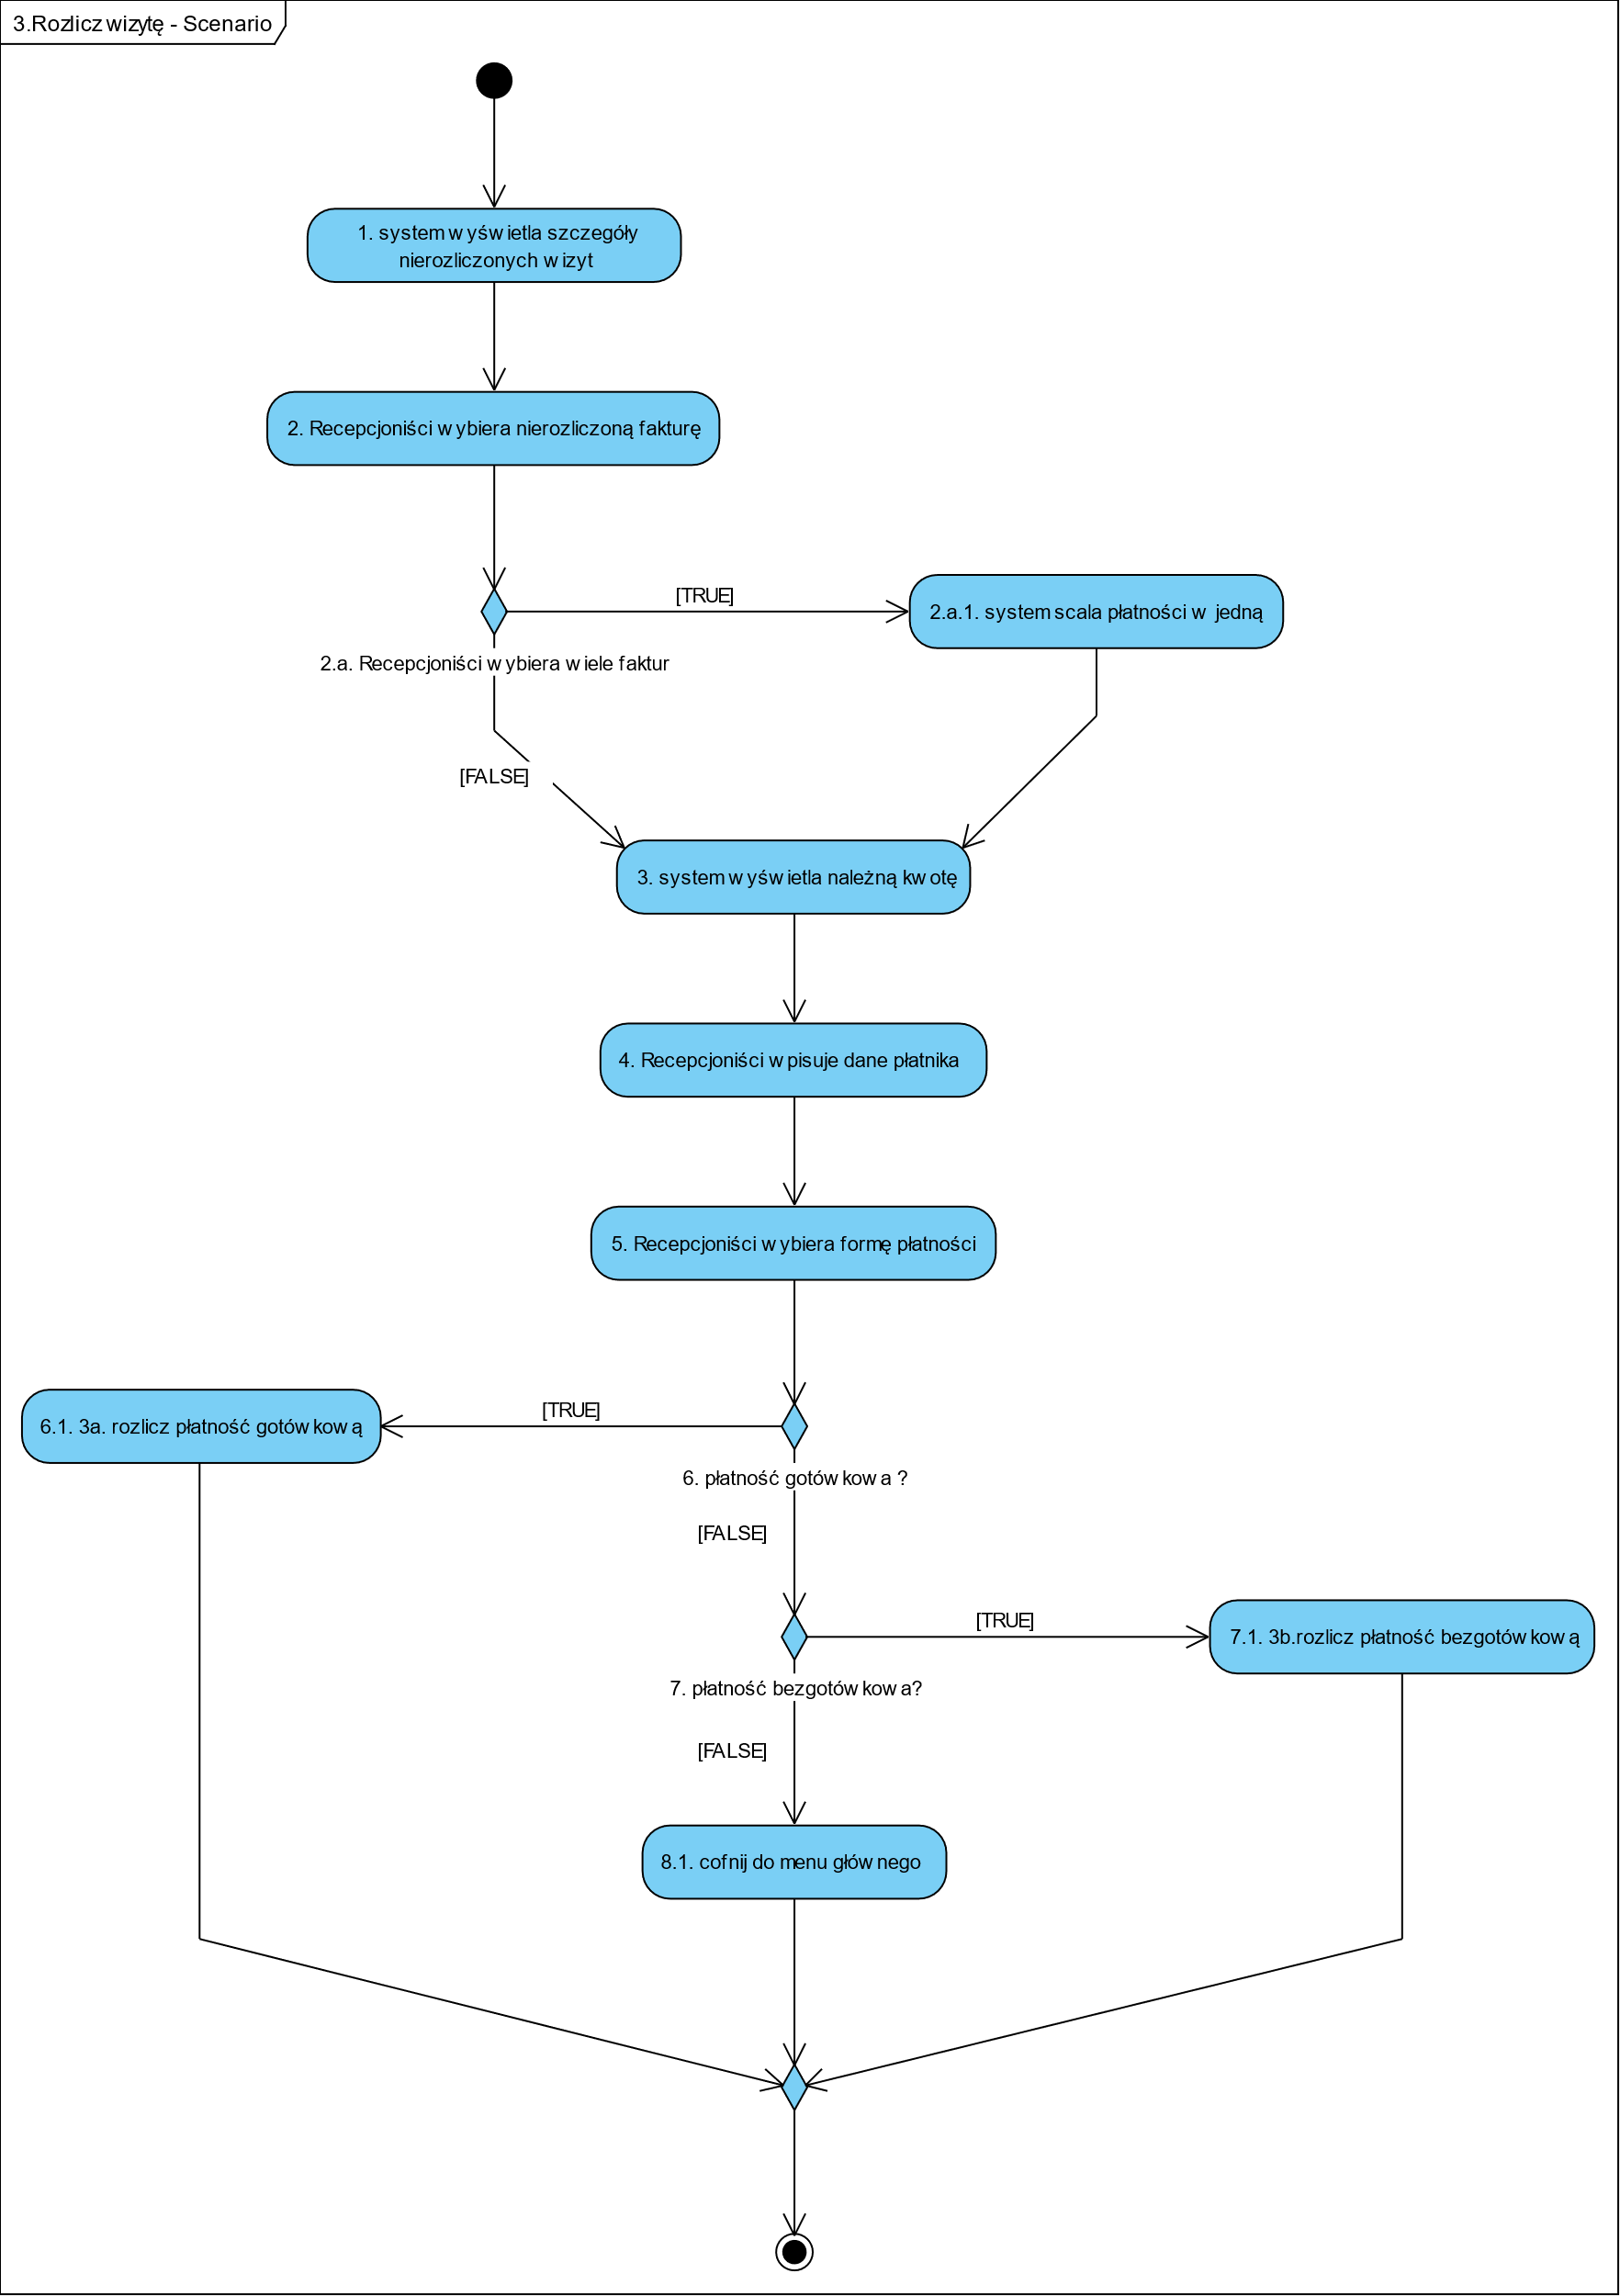 3.Rozlicz wizytę - Scenario
1. system wyświetla szczegóły
nierozliczonych wizyt
2. Recepcjoniści wybiera nierozliczoną fakturę
[TRUE]
2.a.1. system scala płatności w jedną
2.a. Recepcjoniści wybiera wiele faktur
[FALSE]
3. system wyświetla należną kwotę
4. Recepcjoniści wpisuje dane płatnika
5. Recepcjoniści wybiera formę płatności
[TRUE]
6.1. 3a. rozlicz płatność gotówkową
6. płatność gotówkowa ?
[FALSE]
[TRUE]
7.1. 3b.rozlicz płatność bezgotówkową
7. płatność bezgotówkowa?
[FALSE]
8.1. cofnij do menu głównego